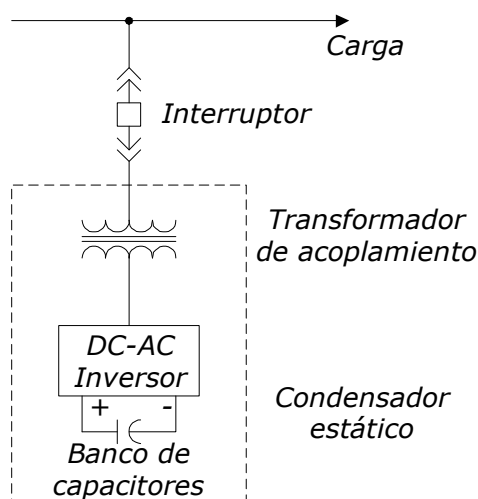 Carga
Interruptor
Transformador
de acoplamiento
DC-AC
Inversor
+ -
Condensador
estático
Banco de
capacitores